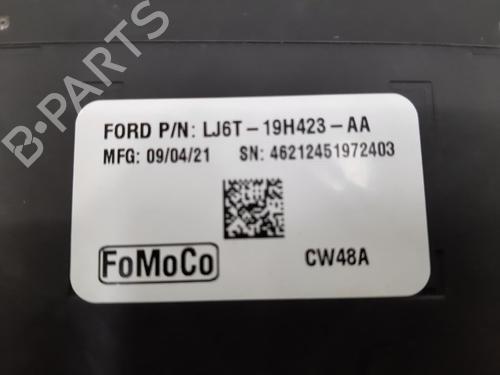 B-PARTS
FORD P/N: LJ6T-19H423-AA
MFG: 09/04/21 SN: 46212451972403
FoMoCo CW48A